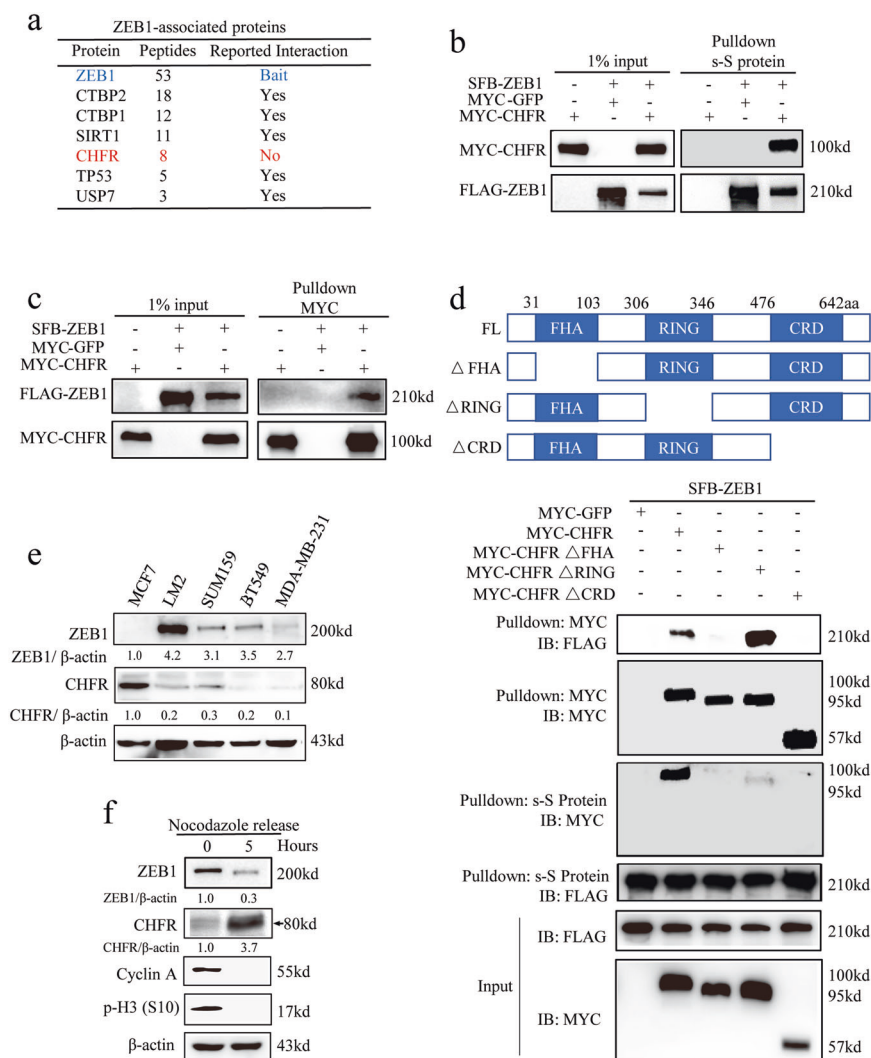 a
ZEB1-associated proteins
Protein Peptides Reported Interaction
ZEB1 53 Bait
CTBP2 18 Yes
CTBP1 12 Yes
SIRT1 11 Yes
CHFR 8 No
TP53 5 Yes
USP7 3 Yes
b
1% input
Pulldown
s-S protein
SFB-ZEB1 - + + - + +
MYC-GFP - + - - + -
MYC-CHFR + - + + - +
MYC-CHFR 100kd
FLAG-ZEB1 210kd
c
1% input
Pulldown
MYC
SFB-ZEB1 - + + - + +
MYC-GFP - + - - + -
MYC-CHFR + - + + - +
FLAG-ZEB1 210kd
MYC-CHFR 100kd
d
31 103 306 346 476 642aa
FL FHA RING CRD
△FHA RING CRD
△RING FHA CRD
△CRD FHA RING
SFB-ZEB1
MYC-GFP + - - - -
MYC-CHFR - + - - -
MYC-CHFR △FHA - - + - -
MYC-CHFR △RING - - - + -
MYC-CHFR △CRD - - - - +
Pulldown: MYC
IB: FLAG
210kd
Pulldown: MYC
IB: MYC
100kd
95kd
57kd
Pulldown: s-S Protein
IB: MYC
100kd
95kd
Pulldown: s-S Protein
IB: FLAG
210kd
Input
IB: FLAG
210kd
IB: MYC
100kd
95kd
57kd
e
MCF7
LM2
SUM159
BT549
MDA-MB-231
ZEB1 200kd
ZEB1/ β-actin 1.0 4.2 3.1 3.5 2.7
CHFR 80kd
CHFR/ β-actin 1.0 0.2 0.3 0.2 0.1
β-actin 43kd
f
Nocodazole release
0 5 Hours
ZEB1 200kd
ZEB1/β-actin 1.0 0.3
CHFR 80kd
CHFR/β-actin 1.0 3.7
Cyclin A 55kd
p-H3 (S10) 17kd
β-actin 43kd